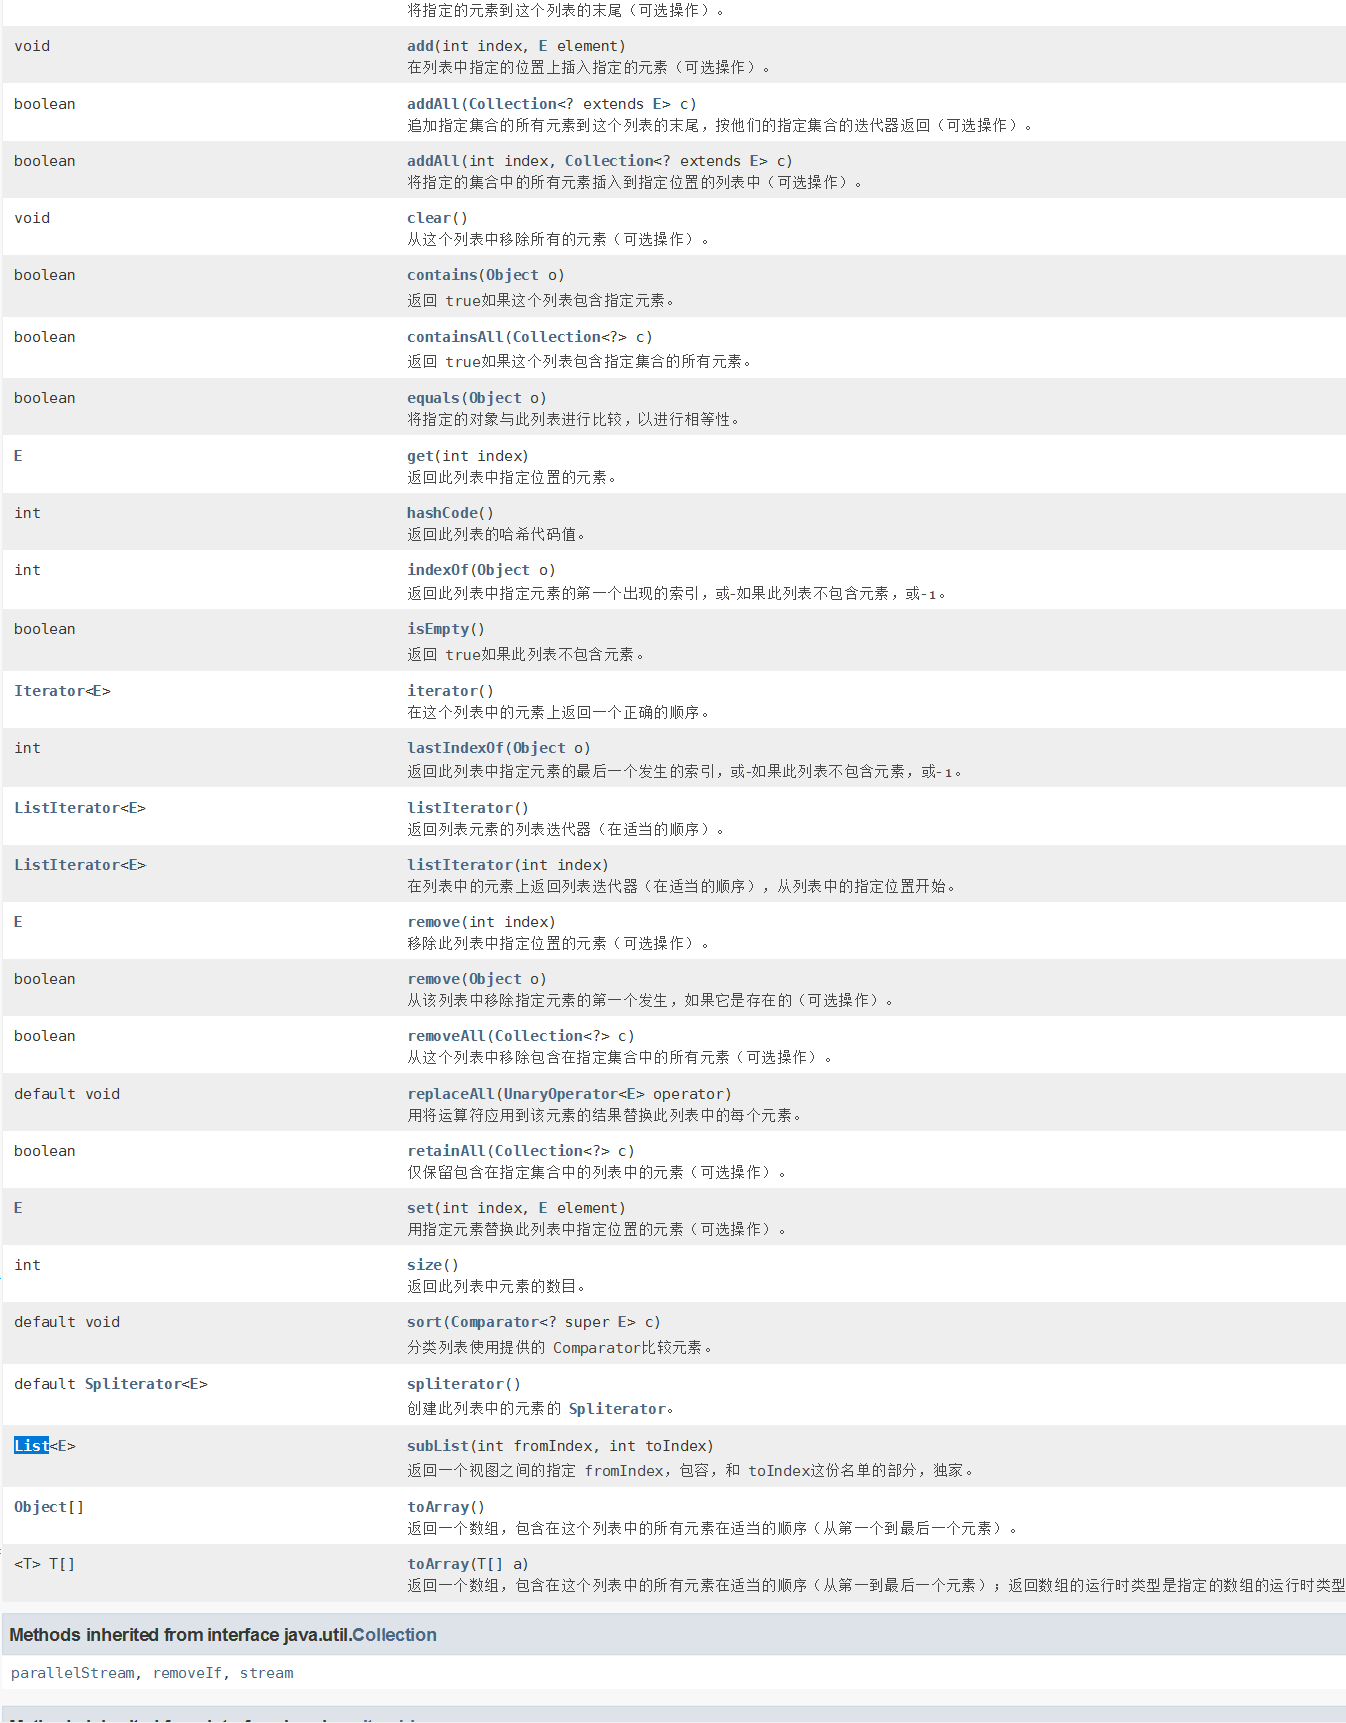 将指定的元素到这个列表的末尾（可选操作）。
void add(int index, E element)
在列表中指定的位置上插入指定的元素（可选操作）。
boolean addAll(Collection<? extends E> c)
追加指定集合的所有元素到这个列表的末尾，按他们的指定集合的迭代器返回（可选操作）。
boolean addAll(int index, Collection<? extends E> c)
将指定的集合中的所有元素插入到指定位置的列表中（可选操作）。
void clear()
从这个列表中移除所有的元素（可选操作）。
boolean contains(Object o)
返回 true如果这个列表包含指定元素。
boolean containsAll(Collection<?> c)
返回 true如果这个列表包含指定集合的所有元素。
boolean equals(Object o)
将指定的对象与此列表进行比较，以进行相等性。
E get(int index)
返回此列表中指定位置的元素。
int hashCode()
返回此列表的哈希代码值。
int indexOf(Object o)
返回此列表中指定元素的第一个出现的索引，或-如果此列表不包含元素，或-1。
boolean isEmpty()
返回 true如果此列表不包含元素。
Iterator<E> iterator()
在这个列表中的元素上返回一个正确的顺序。
int lastIndexOf(Object o)
返回此列表中指定元素的最后一个发生的索引，或-如果此列表不包含元素，或-1。
ListIterator<E> listIterator()
返回列表元素的列表迭代器（在适当的顺序）。
ListIterator<E> listIterator(int index)
在列表中的元素上返回列表迭代器（在适当的顺序），从列表中的指定位置开始。
E remove(int index)
移除此列表中指定位置的元素（可选操作）。
boolean remove(Object o)
从该列表中移除指定元素的第一个发生，如果它是存在的（可选操作）。
boolean removeAll(Collection<?> c)
从这个列表中移除包含在指定集合中的所有元素（可选操作）。
default void replaceAll(UnaryOperator<E> operator)
用将运算符应用到该元素的结果替换此列表中的每个元素。
boolean retainAll(Collection<?> c)
仅保留包含在指定集合中的列表中的元素（可选操作）。
E set(int index, E element)
用指定元素替换此列表中指定位置的元素（可选操作）。
int size()
返回此列表中元素的数目。
default void sort(Comparator<? super E> c)
分类列表使用提供的 Comparator比较元素。
default Spliterator<E> spliterator()
创建此列表中的元素的 Spliterator。
List<E> subList(int fromIndex, int toIndex)
返回一个视图之间的指定 fromIndex，包容，和 toIndex这份名单的部分，独家。
Object[] toArray()
返回一个数组，包含在这个列表中的所有元素在适当的顺序（从第一个到最后一个元素）。
<T> T[] toArray(T[] a)
返回一个数组，包含在这个列表中的所有元素在适当的顺序（从第一到最后一个元素）；返回数组的运行时类型是指定的数组的运行时类型
Methods inherited from interface java.util.Collection
parallelStream, removeIf, stream